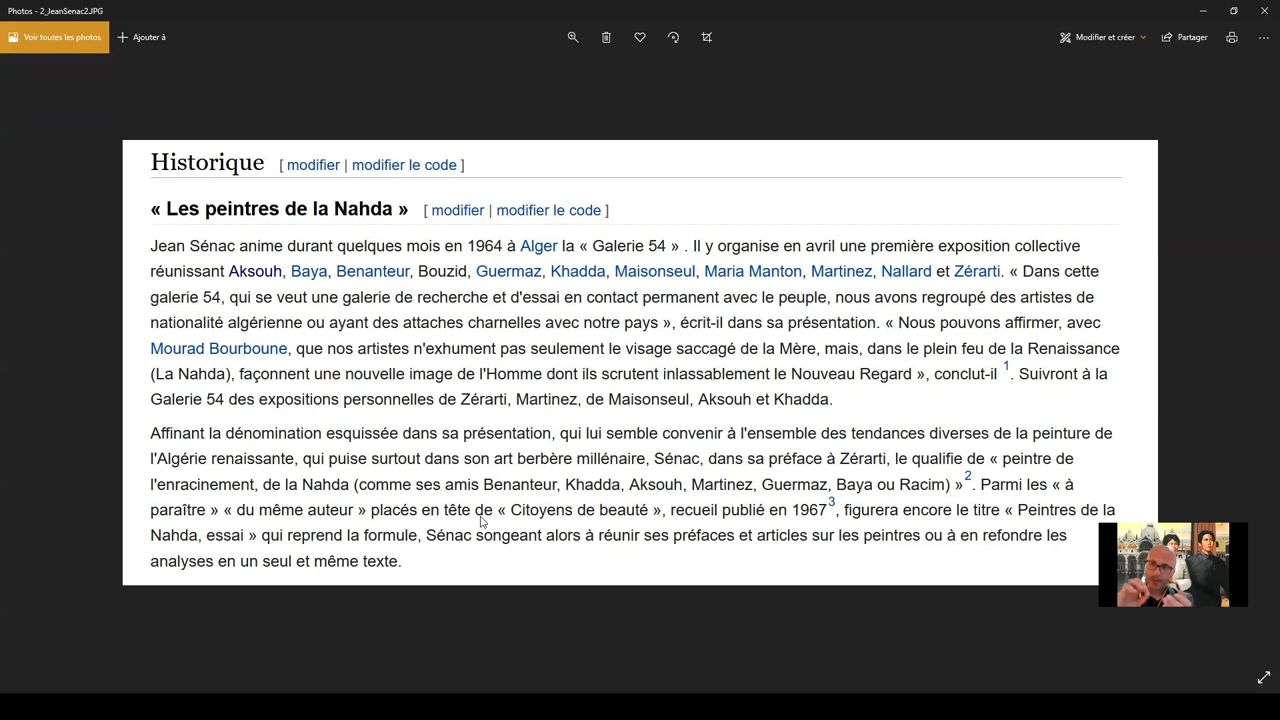 Photos - 2_JeanSenac2.JPG
Voir toutes les photos
Ajouter à
Modifier et créer
Partager
Historique [ modifier | modifier le code ]
« Les peintres de la Nahda » [ modifier | modifier le code ]
Jean Sénac anime durant quelques mois en 1964 à Alger la « Galerie 54 » . Il y organise en avril une première exposition collective
réunissant Aksouh, Baya, Benanteur, Bouzid, Guermaz, Khadda, Maisonseul, Maria Manton, Martinez, Nallard et Zérarti. « Dans cette
galerie 54, qui se veut une galerie de recherche et d'essai en contact permanent avec le peuple, nous avons regroupé des artistes de
nationalité algérienne ou ayant des attaches charnelles avec notre pays », écrit-il dans sa présentation. « Nous pouvons affirmer, avec
Mourad Bourboune, que nos artistes n'exhument pas seulement le visage saccagé de la Mère, mais, dans le plein feu de la Renaissance
(La Nahda), façonnent une nouvelle image de l'Homme dont ils scrutent inlassablement le Nouveau Regard », conclut-il 1. Suivront à la
Galerie 54 des expositions personnelles de Zérarti, Martinez, de Maisonseul, Aksouh et Khadda.
Affinant la dénomination esquissée dans sa présentation, qui lui semble convenir à l'ensemble des tendances diverses de la peinture de
l'Algérie renaissante, qui puise surtout dans son art berbère millénaire, Sénac, dans sa préface à Zérarti, le qualifie de « peintre de
l'enracinement, de la Nahda (comme ses amis Benanteur, Khadda, Aksouh, Martinez, Guermaz, Baya ou Racim) »2. Parmi les « à
paraître » « du même auteur » placés en tête de « Citoyens de beauté », recueil publié en 19673, figurera encore le titre « Peintres de la
Nahda, essai » qui reprend la formule, Sénac songeant alors à réunir ses préfaces et articles sur les peintres ou à en refondre les
analyses en un seul et même texte.